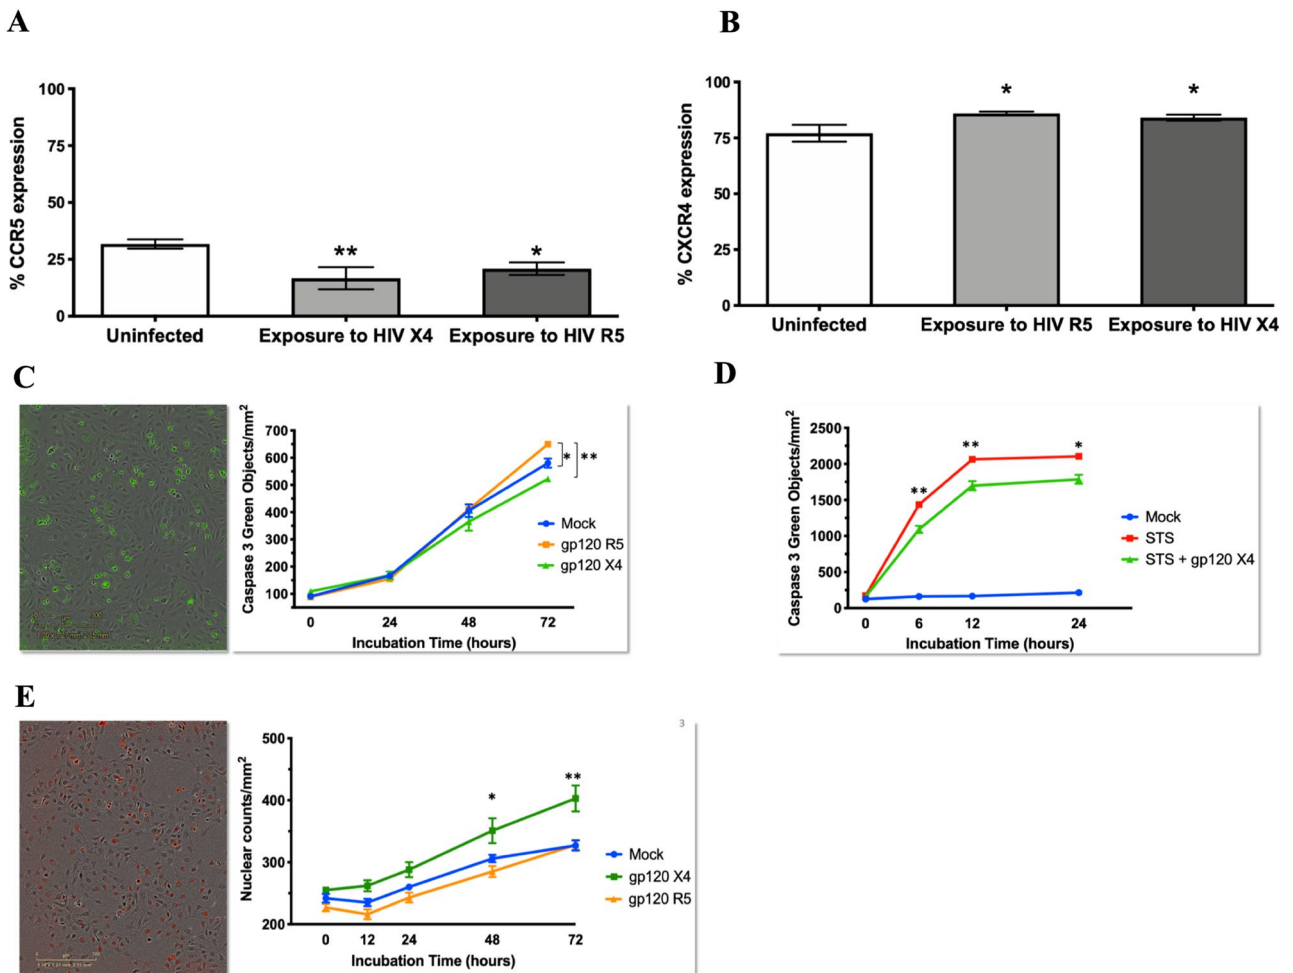 A
B
% CCR5 expression
100
75
50
25
0
**
*
Uninfected
Exposure to HIV X4
Exposure to HIV R5
% CXCR4 expression
100
75
50
25
0
*
*
Uninfected
Exposure to HIV R5
Exposure to HIV X4
C
D
Caspase 3 Green Objects/mm²
700
600
500
400
300
200
100
0
24
48
72
Incubation Time (hours)
*
**
Mock
gp120 R5
gp120 X4
Caspase 3 Green Objects/mm²
2500
2000
1500
1000
500
0
**
**
*
0
6
12
24
Incubation Time (hours)
Mock
STS
STS + gp120 X4
E
3
Nuclear counts/mm²
500
400
300
200
*
**
0
12
24
48
72
Incubation Time (hours)
Mock
gp120 X4
gp120 R5